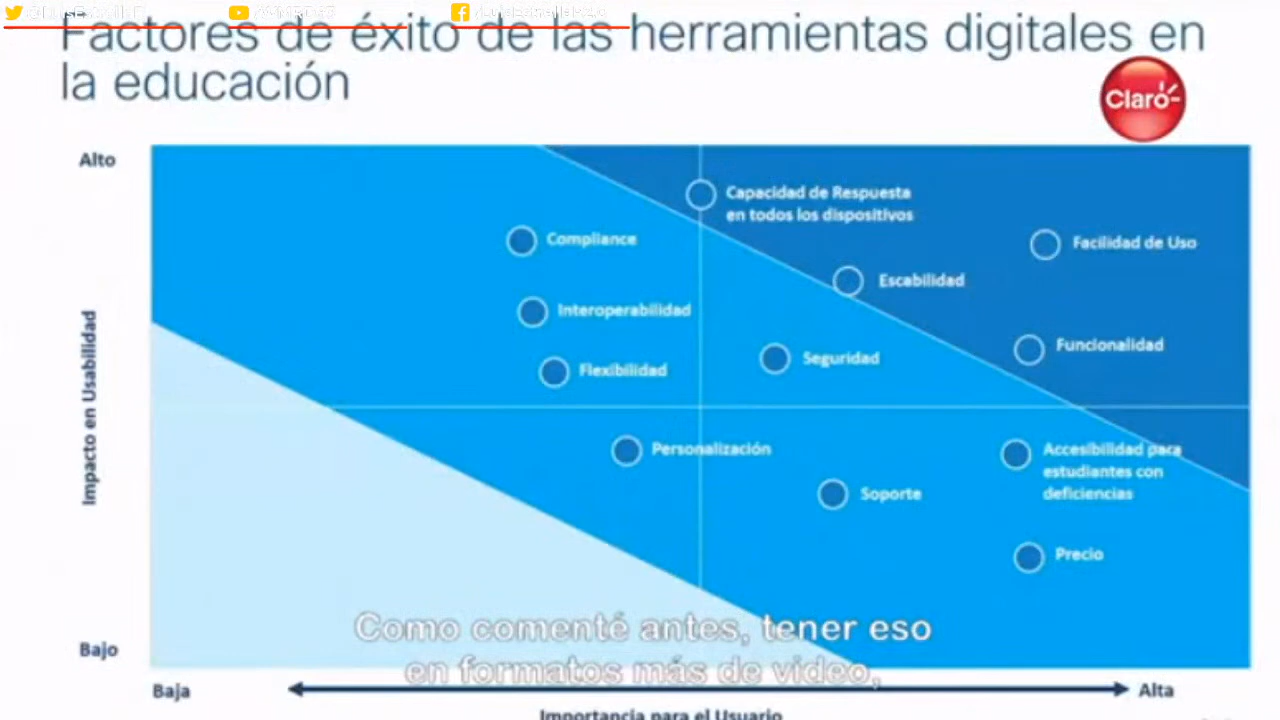 Factores de éxito de las herramientas digitales en
la educación
Claro
Alto
Capacidad de Respuesta
en todos los dispositivos
Compliance
Facilidad de Uso
Escabilidad
Interoperabilidad
Funcionalidad
Seguridad
Flexibilidad
Impacto en Usabilidad
Personalización
Accesibilidad para
estudiantes con
deficiencias
Soporte
Precio
Como comenté antes, tener eso
en formatos más de video,
Bajo
Baja
Alta
Importancia para el Usuario